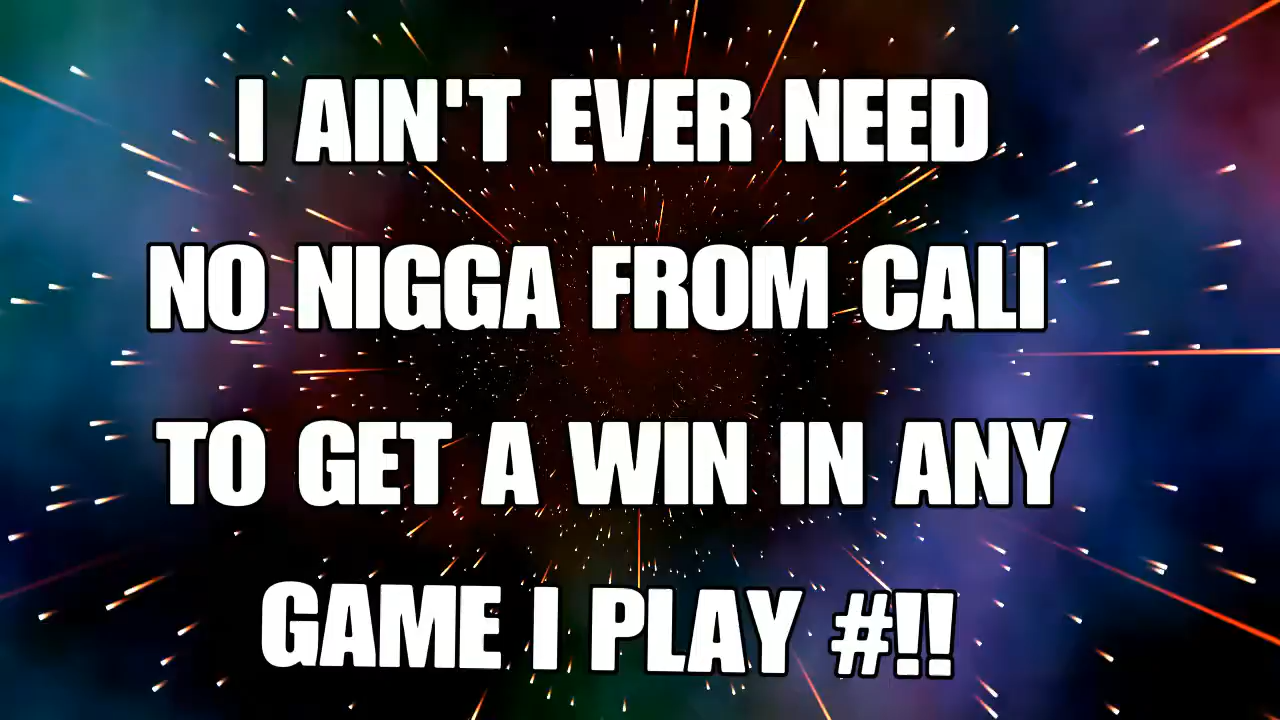 I AIN'T EVER NEED
NO NIGGA FROM CALI
TO GET A WIN IN ANY
GAME I PLAY #!!